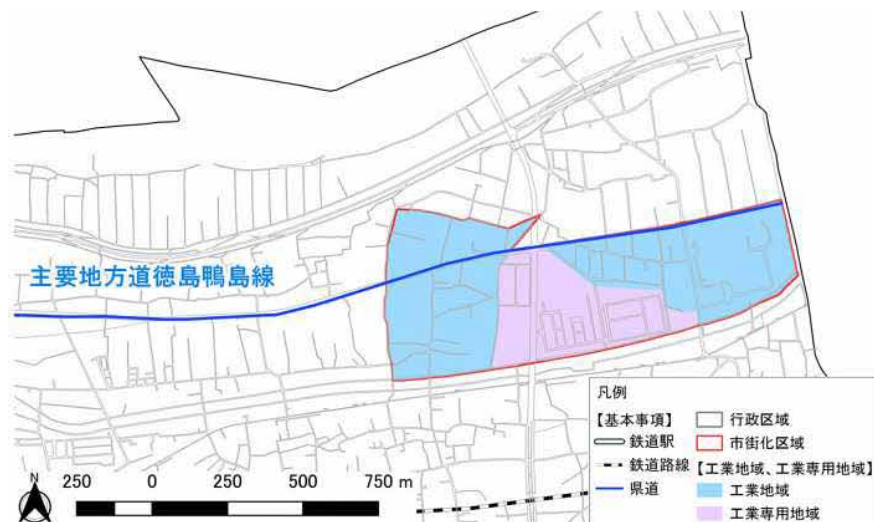 主要地方道徳島鴨島線
凡例
【基本事項】
鉄道駅
鉄道路線
県道
行政区域
市街化区域
【工業地域、工業専用地域】
工業地域
工業専用地域
N
250 0 250 500 750 m